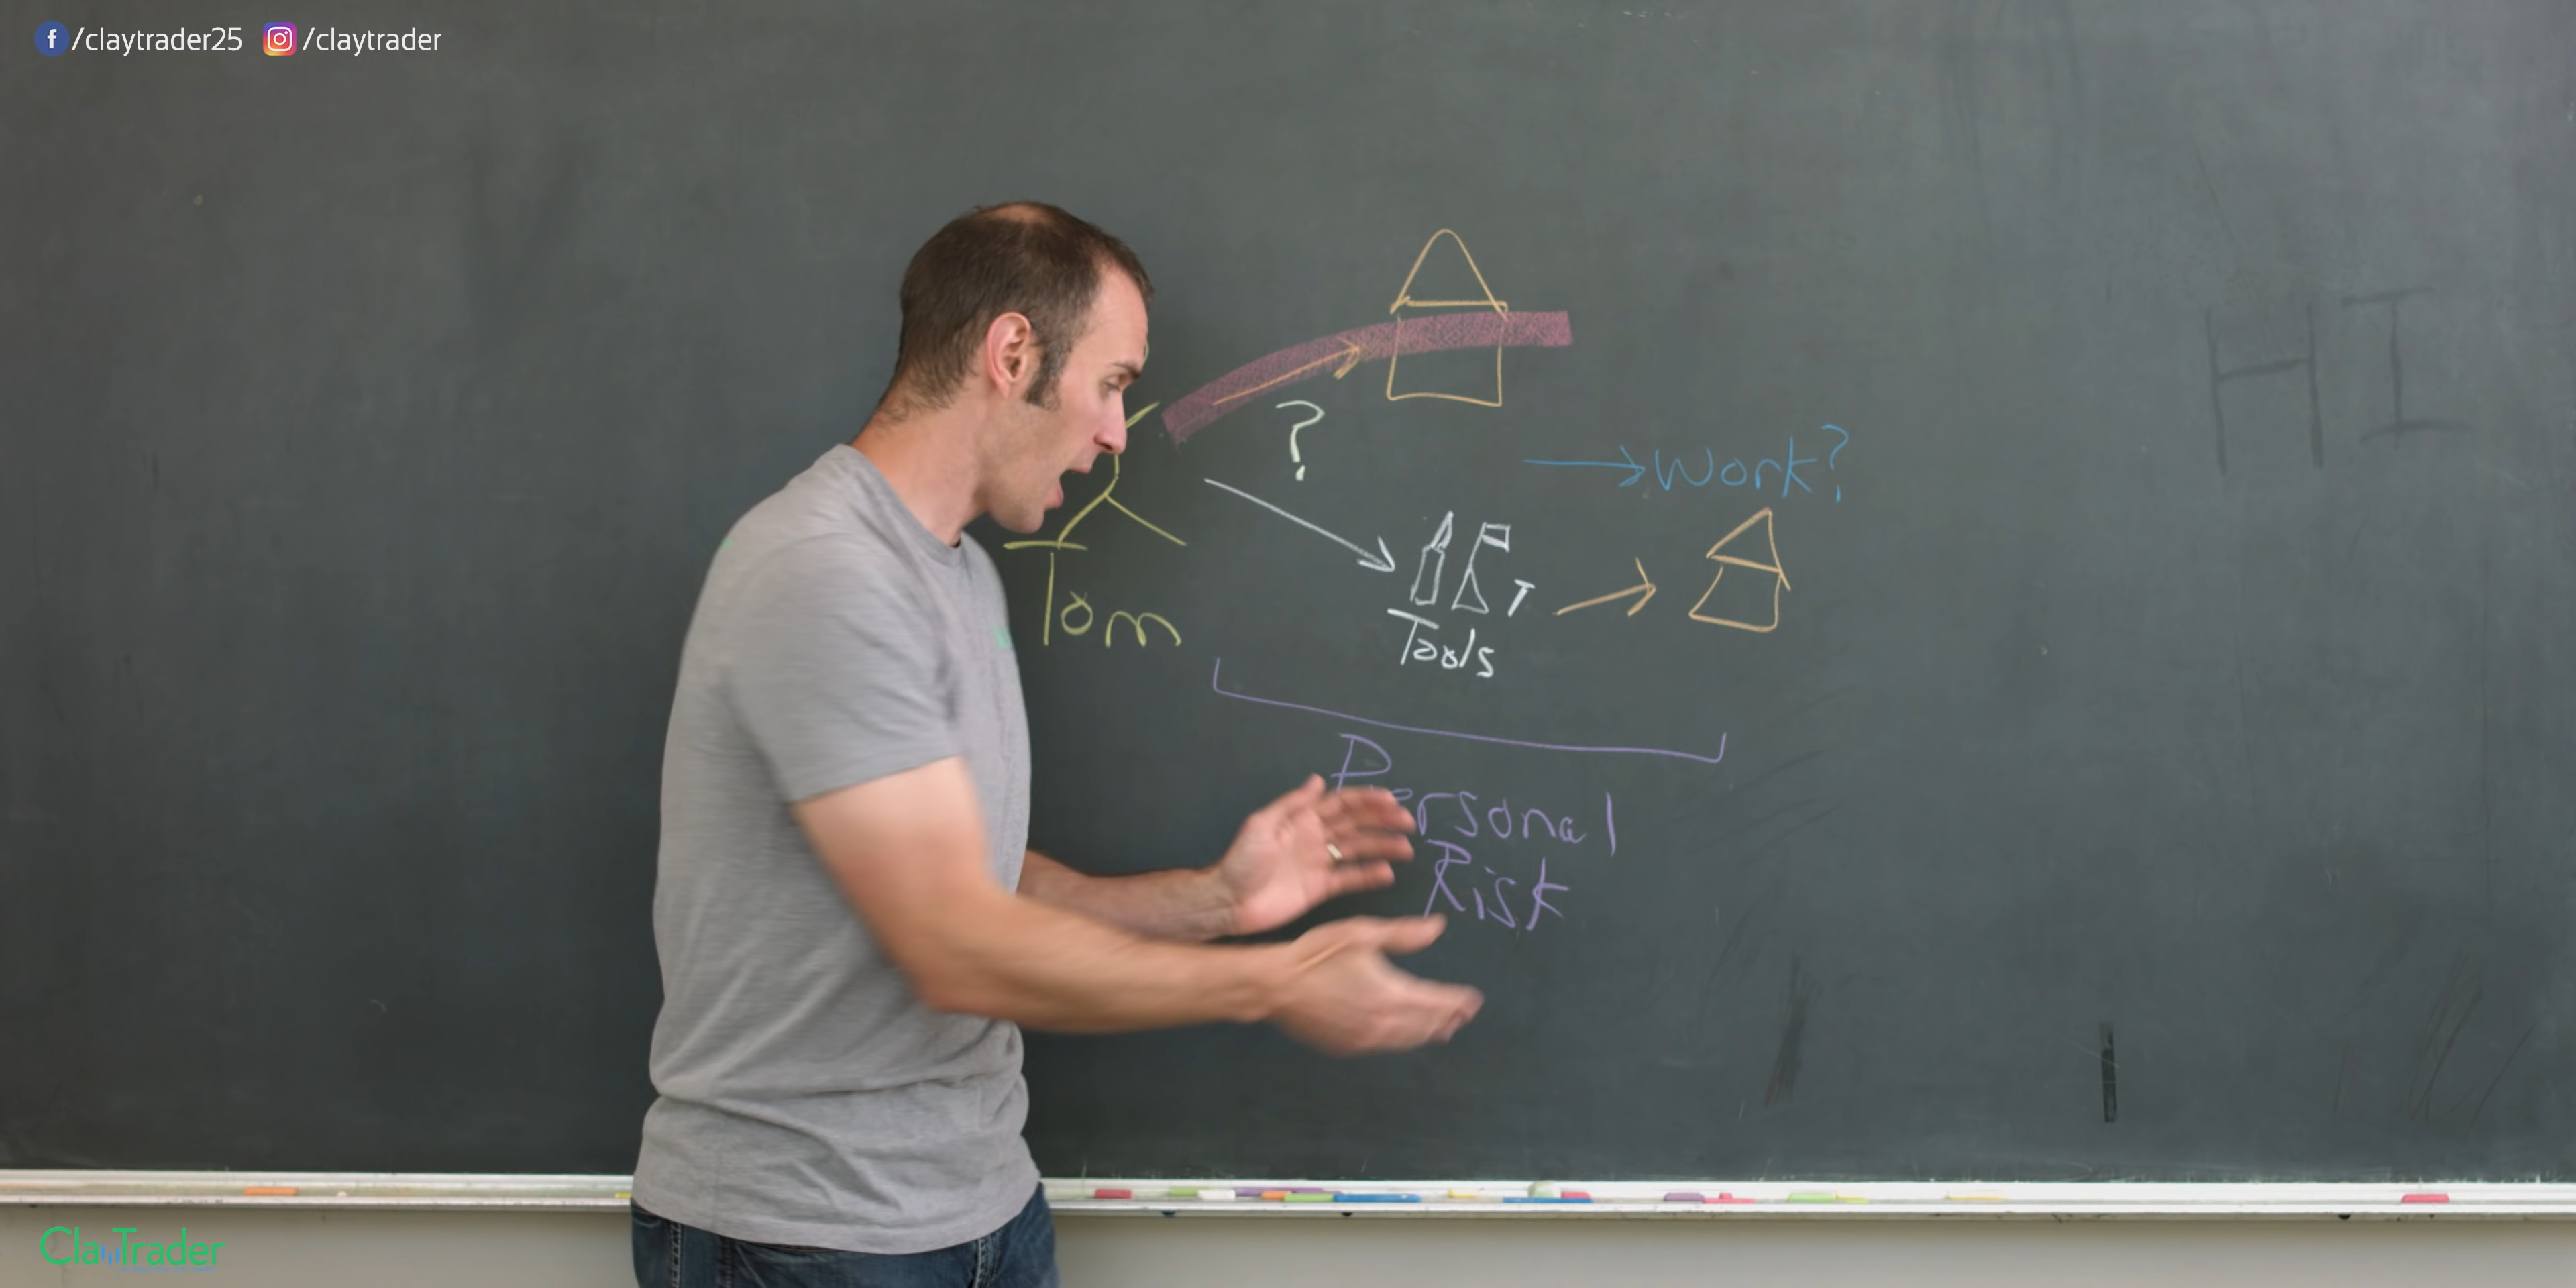 /claytrader25 /claytrader
HI
?
Work?
Tom
Tools
Personal
Risk
ClayTrader